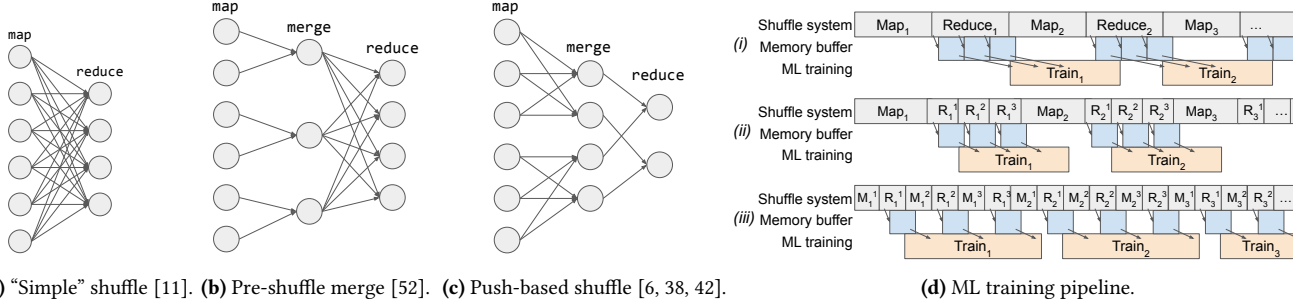 map
reduce
map
merge
reduce
map
merge
reduce
(i)
Shuffle system Map₁ Reduce₁ Map₂ Reduce₂ Map₃ ...
Memory buffer
ML training Train₁ Train₂
(ii)
Shuffle system Map₁ R₁¹ R₁² R₁³ Map₂ R₂¹ R₂² R₂³ Map₃ R₃¹ ...
Memory buffer
ML training Train₁ Train₂
(iii)
Shuffle system M₁¹ R₁¹ M₁² R₁² M₁³ R₁³ M₂¹ R₂¹ M₂² R₂² M₂³ R₂³ M₃¹ R₃¹ M₃² R₃² ...
Memory buffer
ML training Train₁ Train₂ Train₃
) "Simple" shuffle [11]. (b) Pre-shuffle merge [52]. (c) Push-based shuffle [6, 38, 42]. (d) ML training pipeline.